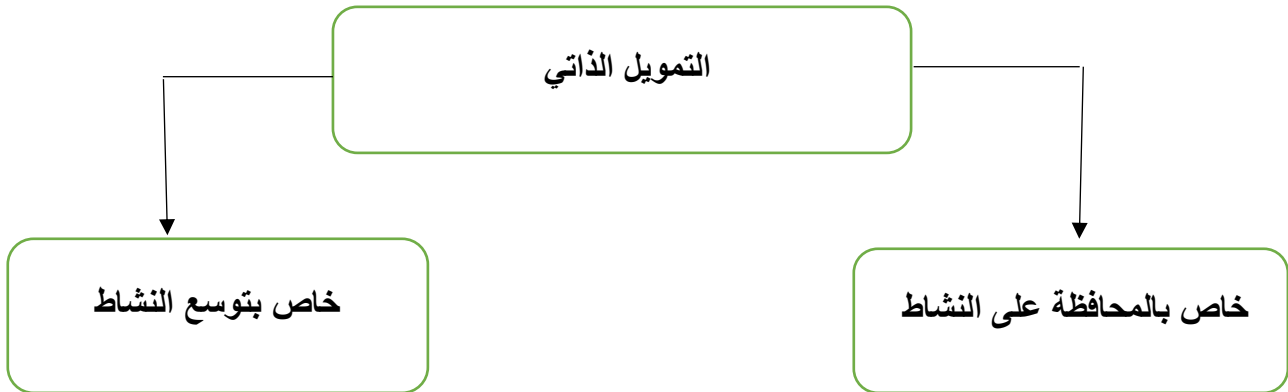 التمويل الذاتي
خاص بالمحافظة على النشاط
خاص بتوسع النشاط